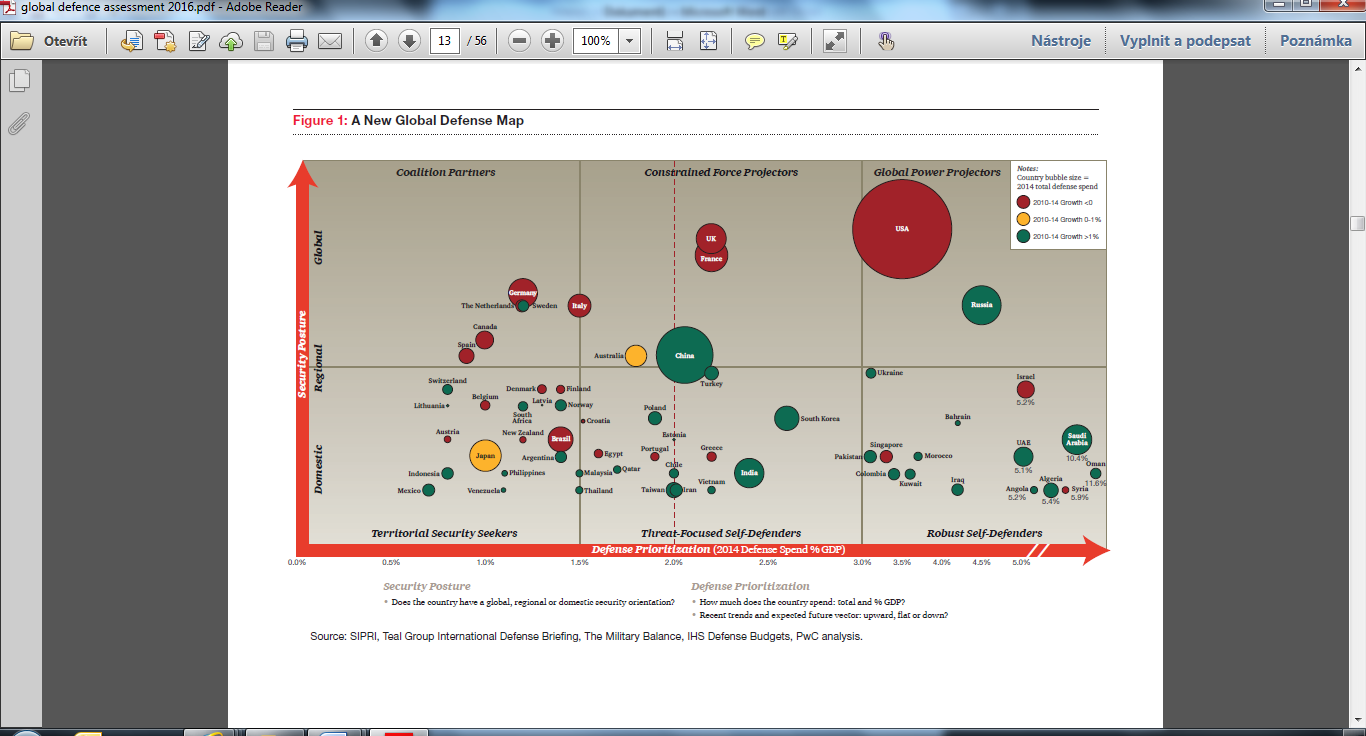 global defence assessment 2016.pdf - Adobe Reader
Otevřít
13 / 56
100%
Nástroje
Vyplnit a podepsat
Poznámka
Figure 1: A New Global Defense Map
Coalition Partners
Constrained Force Projectors
Global Power Projectors
Notes:
Country bubble size =
2014 total defense spend
2010-14 Growth <0
2010-14 Growth 0-1%
2010-14 Growth >1%
Security Posture
Global
Regional
Domestic
USA
UK
France
Germany
The Netherlands
Sweden
Italy
Russia
Canada
Spain
Australia
China
Turkey
Ukraine
Switzerland
Denmark
Finland
Israel
5.2%
Lithuania
Belgium
Latvia
Norway
South
Africa
Croatia
Poland
South Korea
Bahrain
Austria
New Zealand
Brazil
Estonia
Saudi
Arabia
10.4%
Japan
Argentina
Egypt
Portugal
Greece
Pakistan
Singapore
Morocco
UAE
5.1%
Indonesia
Philippines
Malaysia
Qatar
Chile
India
Colombia
Kuwait
Oman
11.6%
Mexico
Venezuela
Thailand
Taiwan
Iran
Vietnam
Iraq
Angola
5.2%
Algeria
5.4%
Syria
5.9%
Territorial Security Seekers
Threat-Focused Self-Defenders
Robust Self-Defenders
Defense Prioritization (2014 Defense Spend % GDP)
0.0% 0.5% 1.0% 1.5% 2.0% 2.5% 3.0% 3.5% 4.0% 4.5% 5.0%
Security Posture
• Does the country have a global, regional or domestic security orientation?
Defense Prioritization
• How much does the country spend: total and % GDP?
• Recent trends and expected future vector: upward, flat or down?
Source: SIPRI, Teal Group International Defense Briefing, The Military Balance, IHS Defense Budgets, PwC analysis.